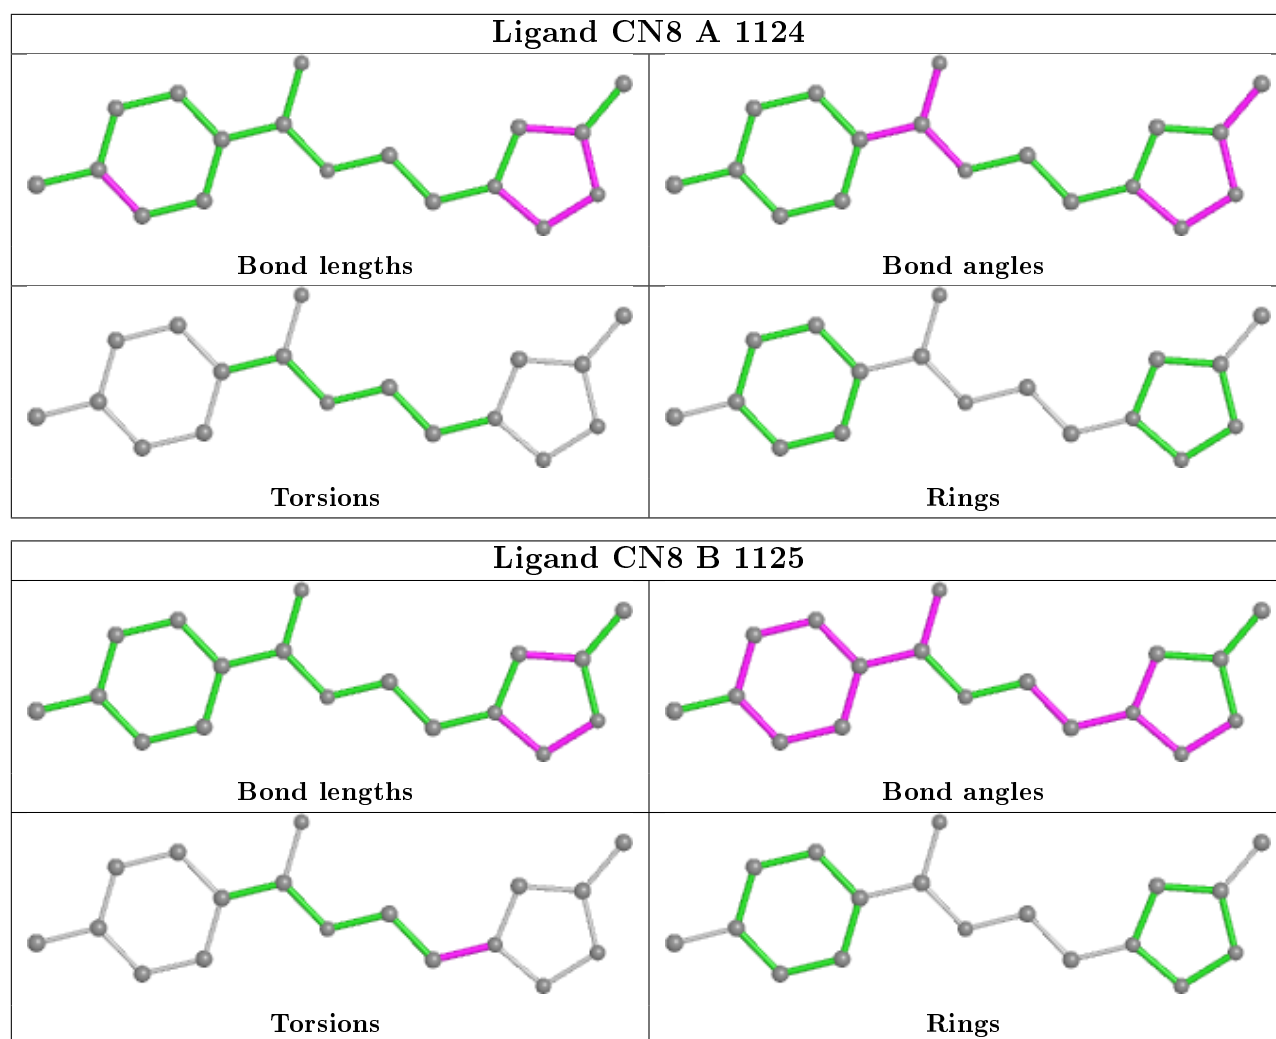 Ligand CN8 A 1124
Bond lengths
Bond angles
Torsions
Rings
Ligand CN8 B 1125
Bond lengths
Bond angles
Torsions
Rings